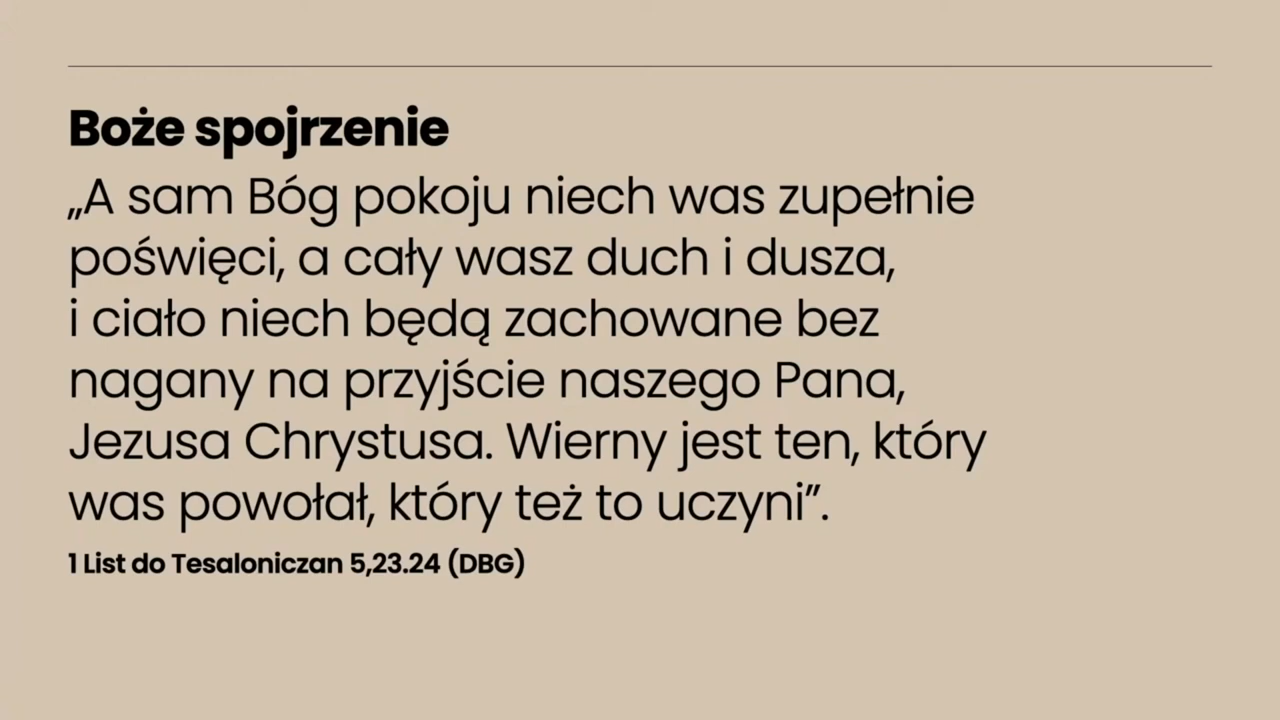 Boże spojrzenie
„A sam Bóg pokoju niech was zupełnie
poświęci, a cały wasz duch i dusza,
i ciało niech będą zachowane bez
nagany na przyjście naszego Pana,
Jezusa Chrystusa. Wierny jest ten, który
was powołał, który też to uczyni”.
1 List do Tesaloniczan 5,23.24 (DBG)